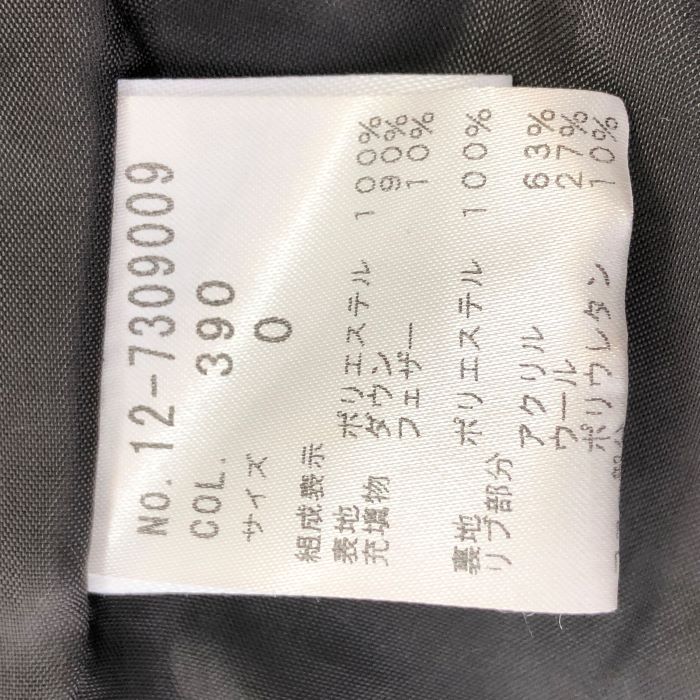 No. 12-7309009
COL. 390
サイズ 0
組成表示
表地 ポリエステル 100%
充填物 ダウン 90%
フェザー 10%
裏地 ポリエステル 100%
リブ部分
アクリル 63%
ウール 27%
ポリウレタン 10%